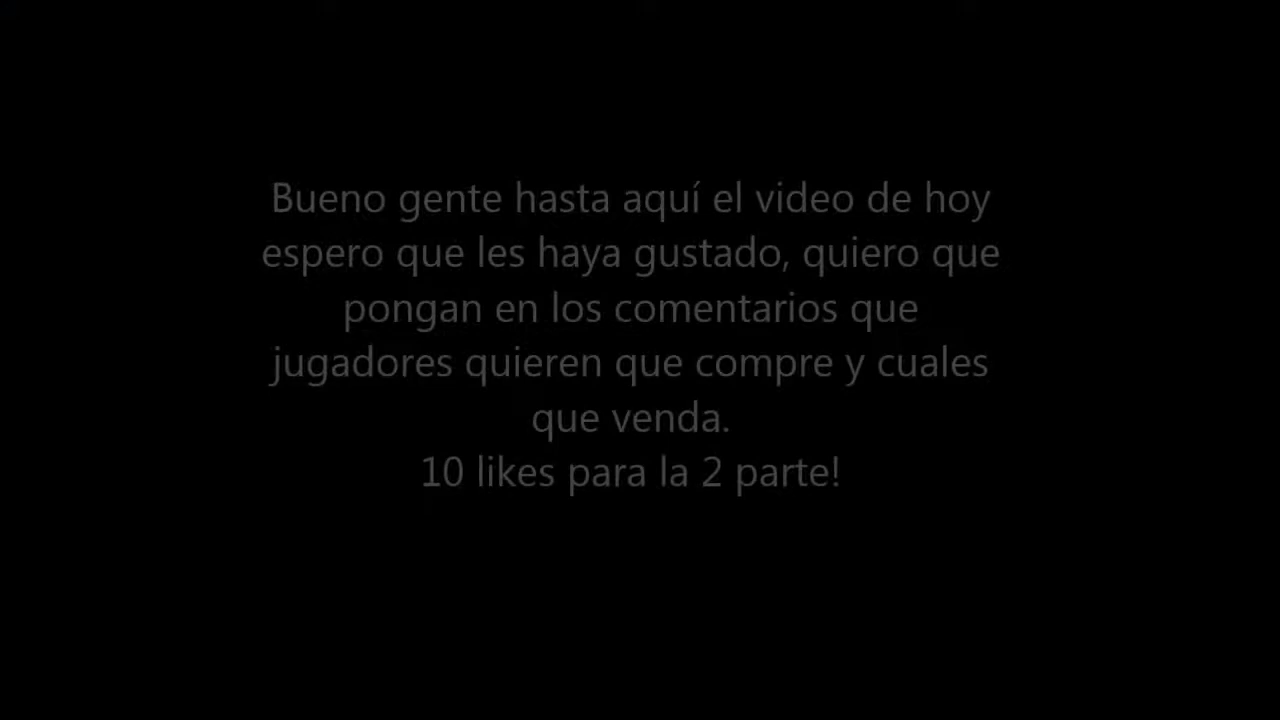 Bueno gente hasta aquí el video de hoy
espero que les haya gustado, quiero que
pongan en los comentarios que
jugadores quieren que compre y cuales
que venda.
10 likes para la 2 parte!